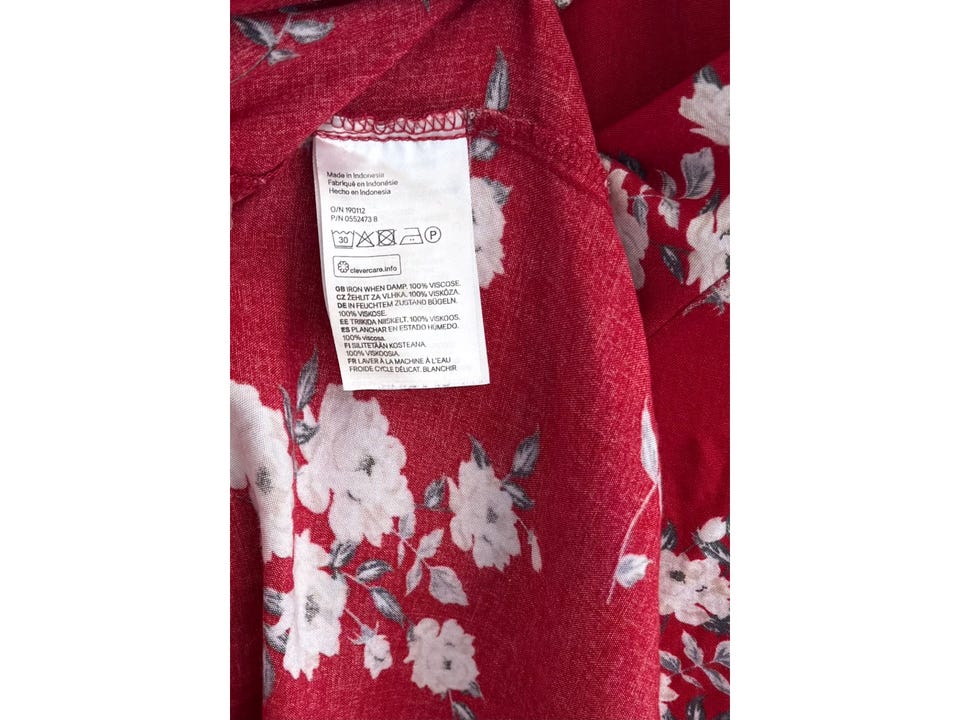 Made in Indonesia
Fabriqué en Indonésie
Hecho en Indonesia
O/N 190112
P/N 0552473 8
30 P
clevercare.info
GB IRON WHEN DAMP. 100% VISCOSE.
CZ ŽEHLIT ZA VLHKA. 100% VISKÓZA.
DE IN FEUCHTEM ZUSTAND BÜGELN.
100% VISKOSE.
EE TRIIKIDA NIISKELT. 100% VISKOOS.
ES PLANCHAR EN ESTADO HÚMEDO.
100% viscosa.
FI SILITETÄÄN KOSTEANA.
100% VISKOOSIA.
FR LAVER À LA MACHINE À L'EAU
FROIDE CYCLE DÉLICAT. BLANCHIR